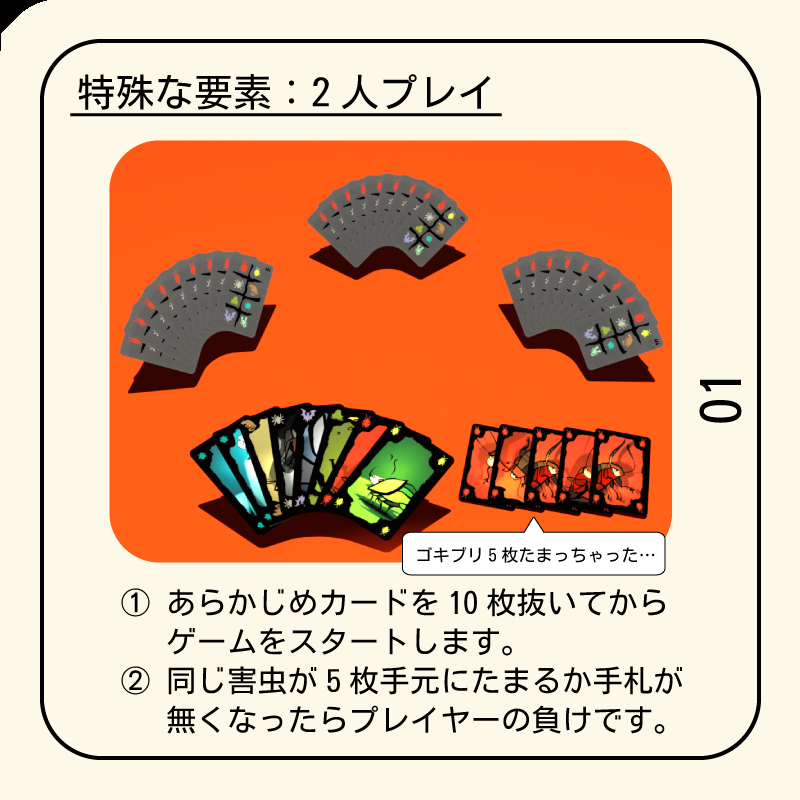 特殊な要素：2人プレイ
01
ゴキブリ5枚たまっちゃった…
① あらかじめカードを10枚抜いてから
ゲームをスタートします。
② 同じ害虫が5枚手元にたまるか手札が
無くなったらプレイヤーの負けです。